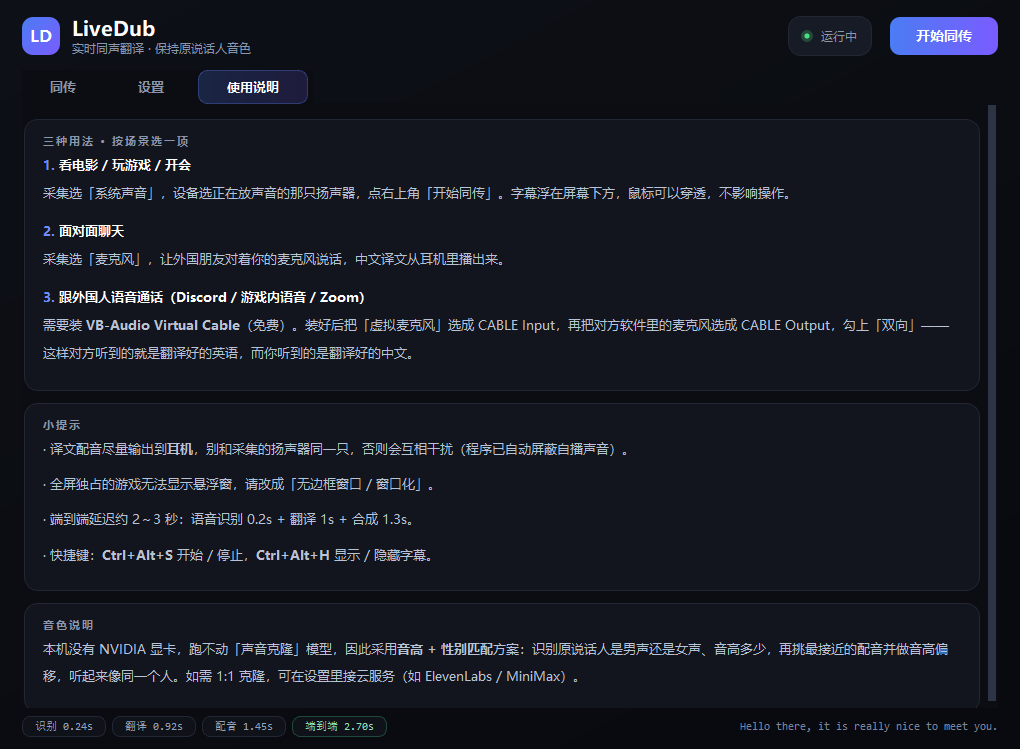 LD
LiveDub
实时同声翻译 · 保持原说话人音色
运行中
开始同传
同传
设置
使用说明
三种用法 • 按场景选一项
1. 看电影 / 玩游戏 / 开会
采集选「系统声音」，设备选正在放声音的那只扬声器，点右上角「开始同传」。字幕浮在屏幕下方，鼠标可以穿透，不影响操作。
2. 面对面聊天
采集选「麦克风」，让外国朋友对着你的麦克风说话，中文译文从耳机里播出来。
3. 跟外国人语音通话（Discord / 游戏内语音 / Zoom）
需要装 VB-Audio Virtual Cable（免费）。装好后把「虚拟麦克风」选成 CABLE Input，再把对方软件里的麦克风选成 CABLE Output，勾上「双向」——
这样对方听到的就是翻译好的英语，而你听到的是翻译好的中文。
小提示
· 译文配音尽量输出到耳机，别和采集的扬声器同一只，否则会互相干扰（程序已自动屏蔽自播声音）。
· 全屏独占的游戏无法显示悬浮窗，请改成「无边框窗口 / 窗口化」。
· 端到端延迟约 2～3 秒：语音识别 0.2s + 翻译 1s + 合成 1.3s。
· 快捷键：Ctrl+Alt+S 开始 / 停止，Ctrl+Alt+H 显示 / 隐藏字幕。
音色说明
本机没有 NVIDIA 显卡，跑不动「声音克隆」模型，因此采用音高 + 性别匹配方案：识别原说话人是男声还是女声、音高多少，再挑最接近的配音并做音高偏
移，听起来像同一个人。如需 1:1 克隆，可在设置里接云服务（如 ElevenLabs / MiniMax）。
识别 0.24s
翻译 0.92s
配音 1.45s
端到端 2.70s
Hello there, it is really nice to meet you.